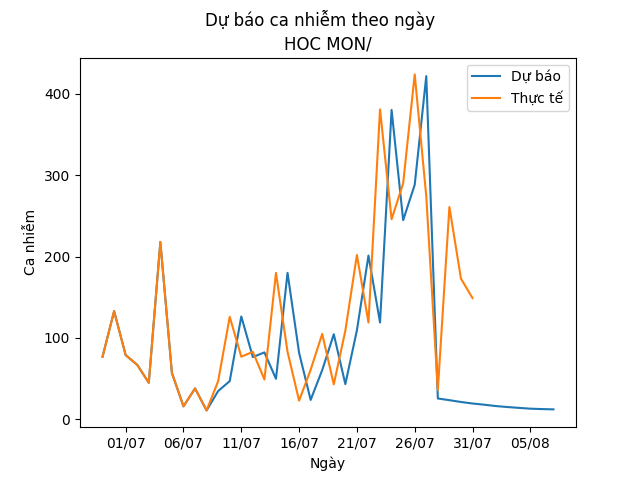 Dự báo ca nhiễm theo ngày
HOC MON/
Dự báo
Thực tế
Ca nhiễm
400
300
200
100
0
01/07
06/07
11/07
16/07
21/07
26/07
31/07
05/08
Ngày